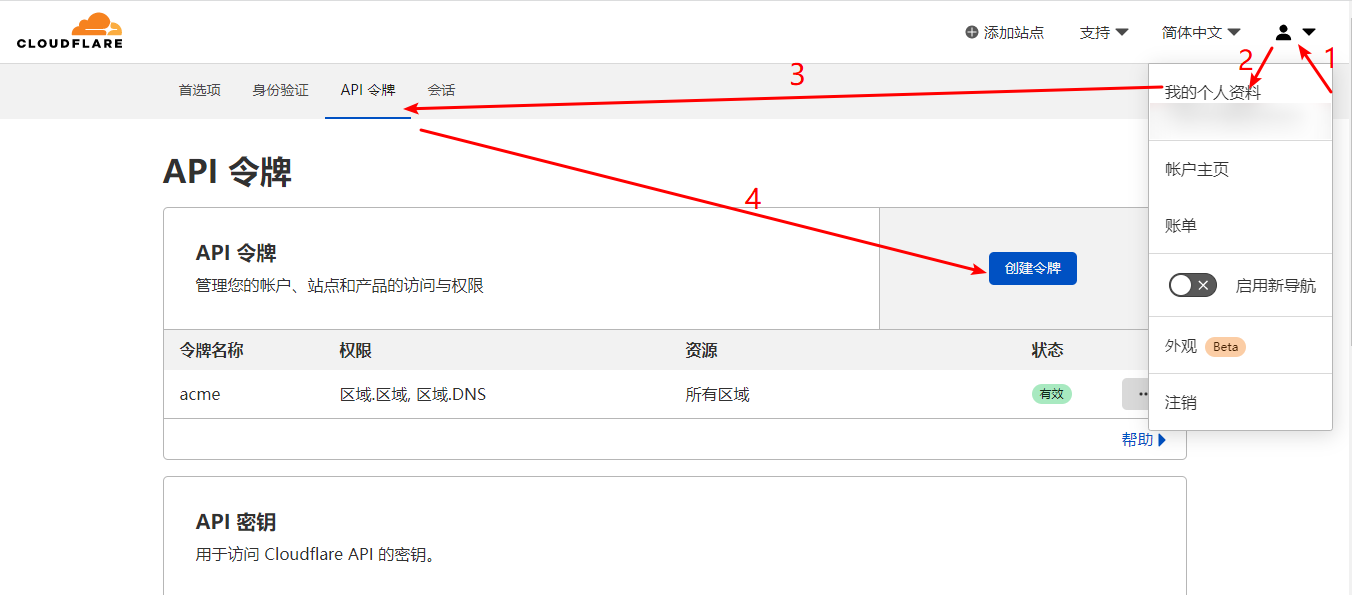 CLOUDFLARE
添加站点 支持 简体中文
1
2
3
首选项 身份验证 API 令牌 会话
我的个人资料
帐户主页
账单
启用新导航
外观 Beta
注销
API 令牌
4
API 令牌
管理您的帐户、站点和产品的访问与权限
创建令牌
令牌名称 权限 资源 状态
acme 区域.区域, 区域.DNS 所有区域 有效
帮助
API 密钥
用于访问 Cloudflare API 的密钥。